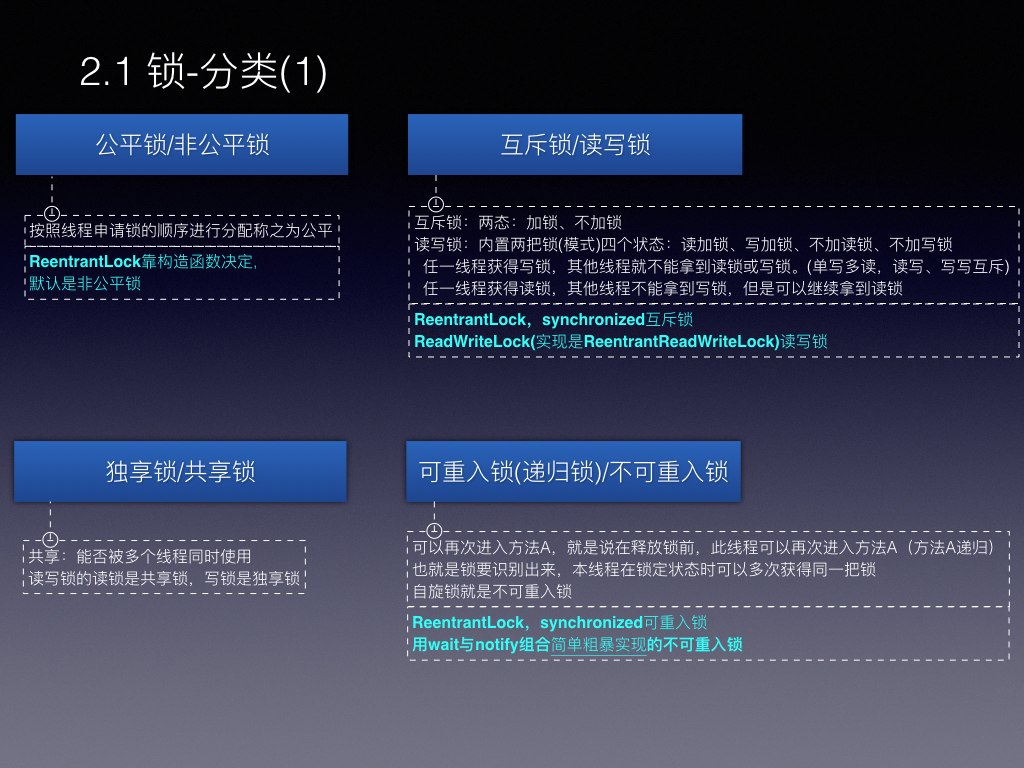 2.1 锁-分类(1)
公平锁/非公平锁
按照线程申请锁的顺序进行分配称之为公平
ReentrantLock靠构造函数决定,
默认是非公平锁
互斥锁/读写锁
互斥锁：两态：加锁、不加锁
读写锁：内置两把锁(模式)四个状态：读加锁、写加锁、不加读锁、不加写锁
任一线程获得写锁，其他线程就不能拿到读锁或写锁。(单写多读，读写、写写互斥)
任一线程获得读锁，其他线程不能拿到写锁，但是可以继续拿到读锁
ReentrantLock，synchronized互斥锁
ReadWriteLock(实现是ReentrantReadWriteLock)读写锁
独享锁/共享锁
共享：能否被多个线程同时使用
读写锁的读锁是共享锁，写锁是独享锁
可重入锁(递归锁)/不可重入锁
可以再次进入方法A，就是说在释放锁前，此线程可以再次进入方法A（方法A递归）
也就是锁要识别出来，本线程在锁定状态时可以多次获得同一把锁
自旋锁就是不可重入锁
ReentrantLock，synchronized可重入锁
用wait与notify组合简单粗暴实现的不可重入锁